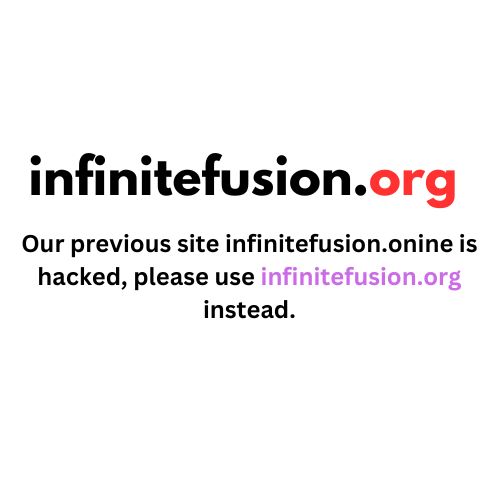 infinitefusion.org
Our previous site infinitefusion.onine is
hacked, please use infinitefusion.org
instead.